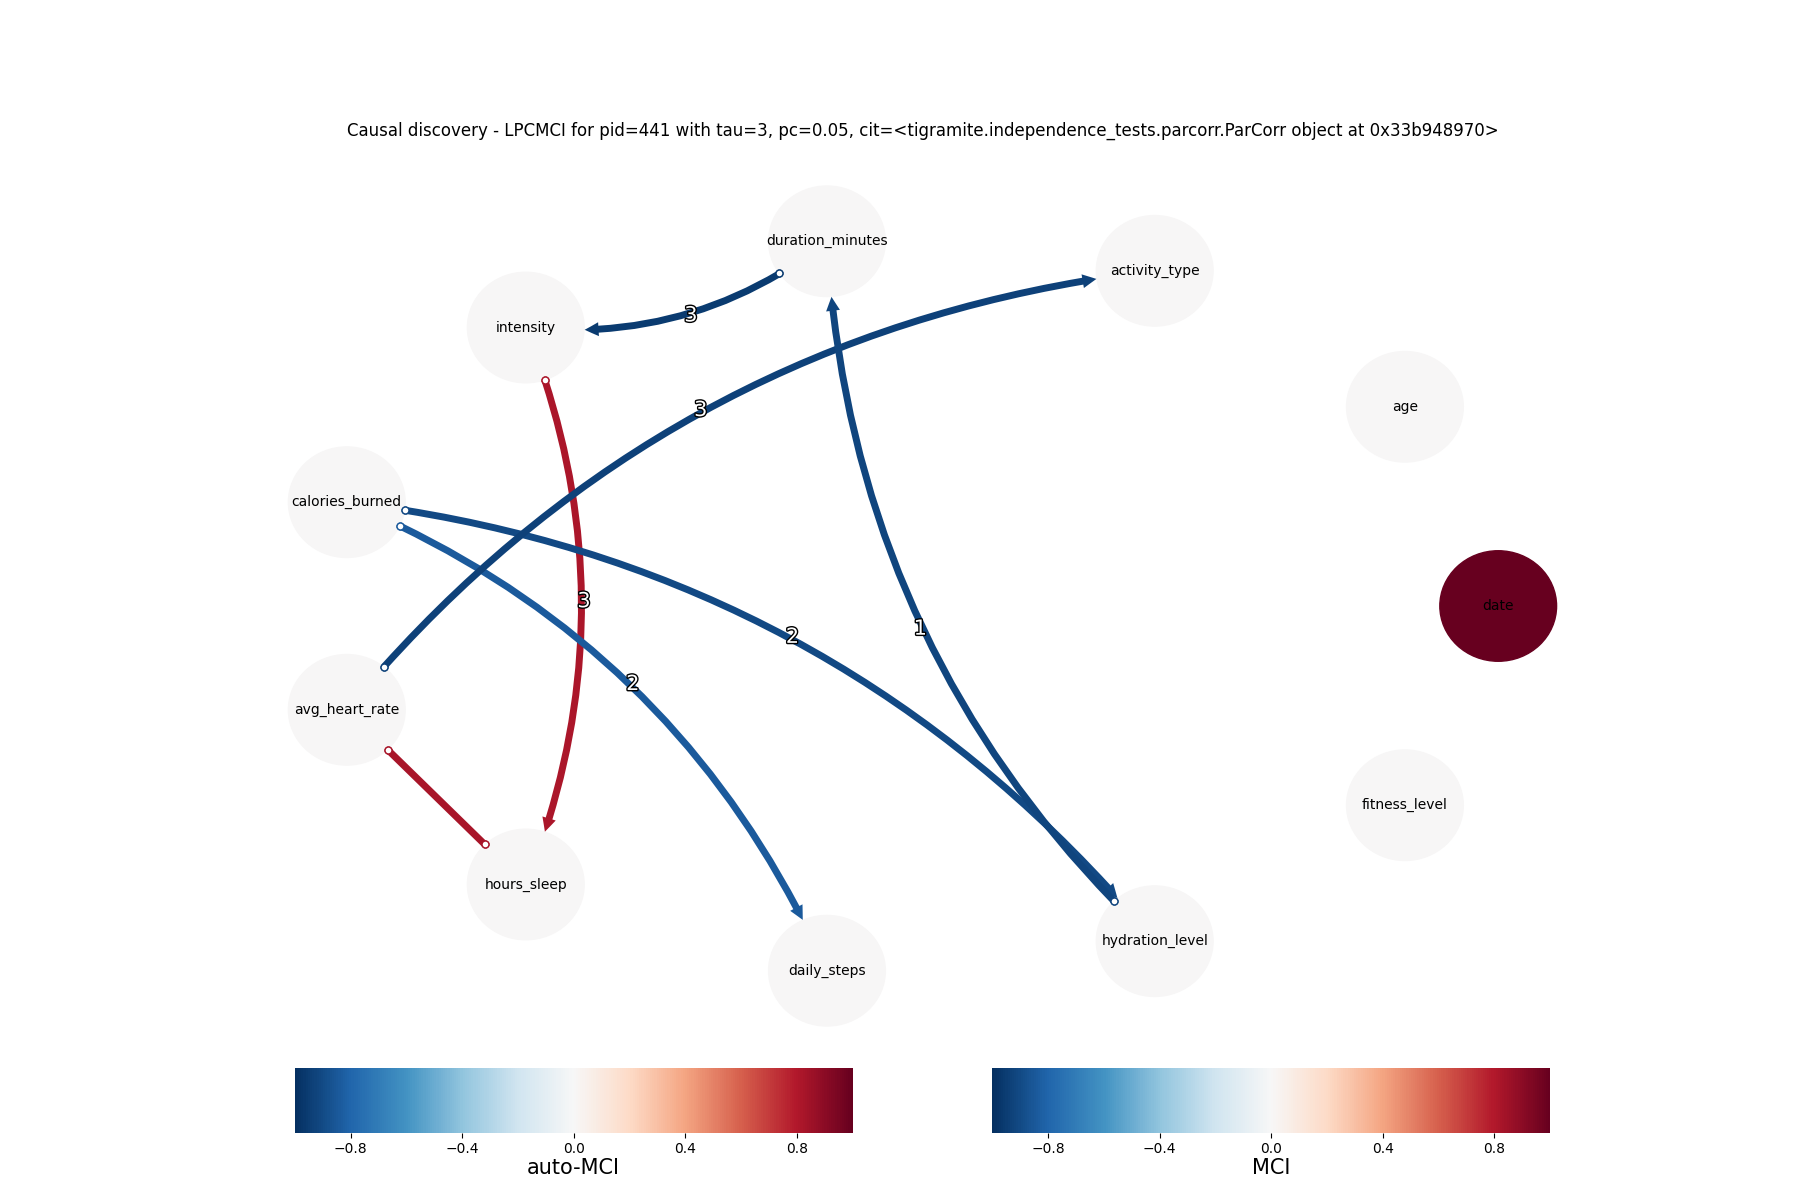 Causal discovery - LPCMCI for pid=441 with tau=3, pc=0.05, cit=<tigramite.independence_tests.parcorr.ParCorr object at 0x33b948970>
duration_minutes
activity_type
intensity
3
3
age
calories_burned
3
date
1
2
2
avg_heart_rate
fitness_level
hours_sleep
hydration_level
daily_steps
−0.8 −0.4 0.0 0.4 0.8
auto-MCI
−0.8 −0.4 0.0 0.4 0.8
MCI